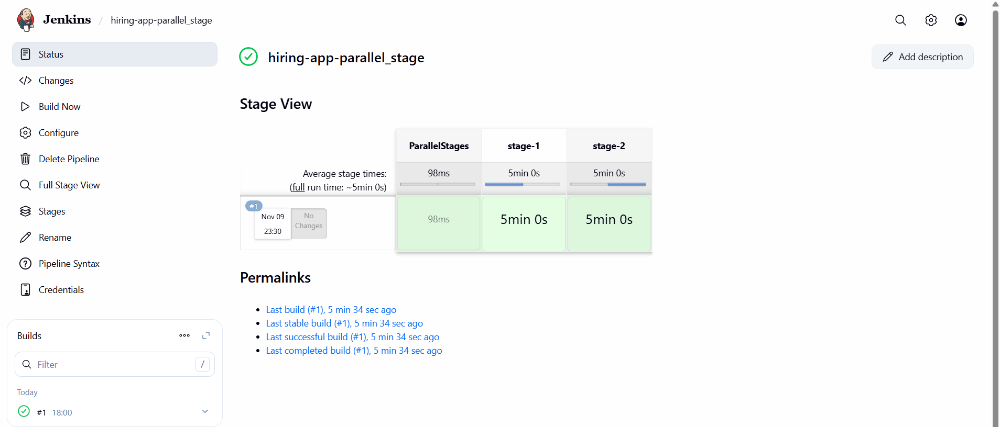 Jenkins / hiring-app-parallel_stage
Status
Changes
Build Now
Configure
Delete Pipeline
Full Stage View
Stages
Rename
Pipeline Syntax
Credentials
Builds
Filter /
Today
#1 18:00
hiring-app-parallel_stage
Add description
Stage View
ParallelStages stage-1 stage-2
Average stage times: 98ms 5min 0s 5min 0s
(full run time: ~5min 0s)
#1
Nov 09 No
Changes
23:30
98ms 5min 0s 5min 0s
Permalinks
Last build (#1), 5 min 34 sec ago
Last stable build (#1), 5 min 34 sec ago
Last successful build (#1), 5 min 34 sec ago
Last completed build (#1), 5 min 34 sec ago